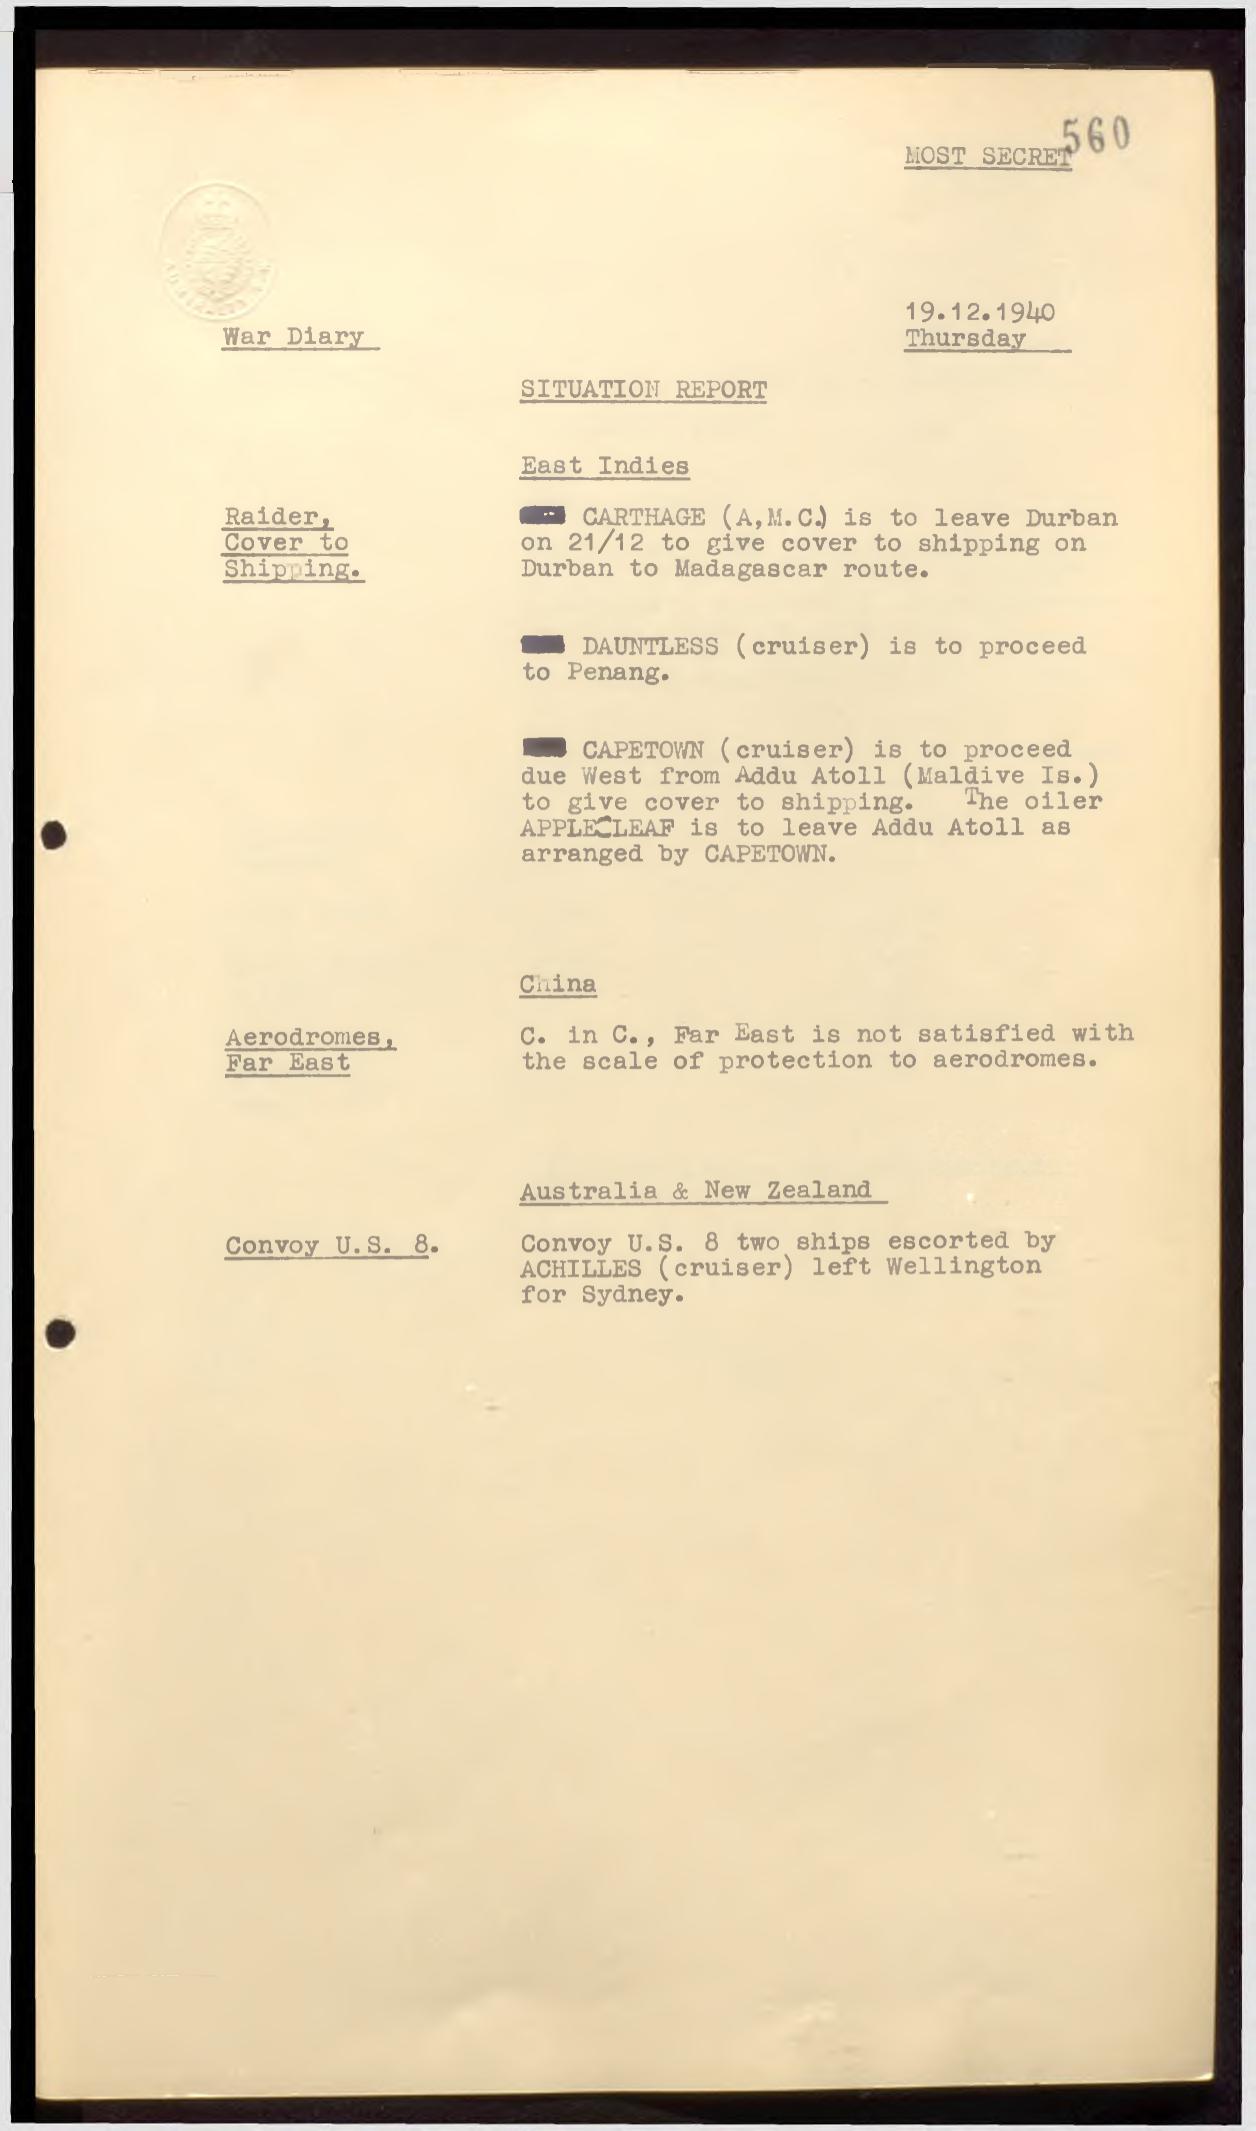 560
MOST SECRET
19.12.1940
War Diary
Thursday
SITUATION REPORT
East Indies
Raider,
Cover to
Shipping.
CARTHAGE (A,M.C.) is to leave Durban
on 21/12 to give cover to shipping on
Durban to Madagascar route.
DAUNTLESS (cruiser) is to proceed
to Penang.
CAPETOWN (cruiser) is to proceed
due West from Addu Atoll (Maldive Is.)
to give cover to shipping. The oiler
APPLELEAF is to leave Addu Atoll as
arranged by CAPETOWN.
China
Aerodromes,
Far East
C. in C., Far East is not satisfied with
the scale of protection to aerodromes.
Australia & New Zealand
Convoy U.S. 8.
Convoy U.S. 8 two ships escorted by
ACHILLES (cruiser) left Wellington
for Sydney.